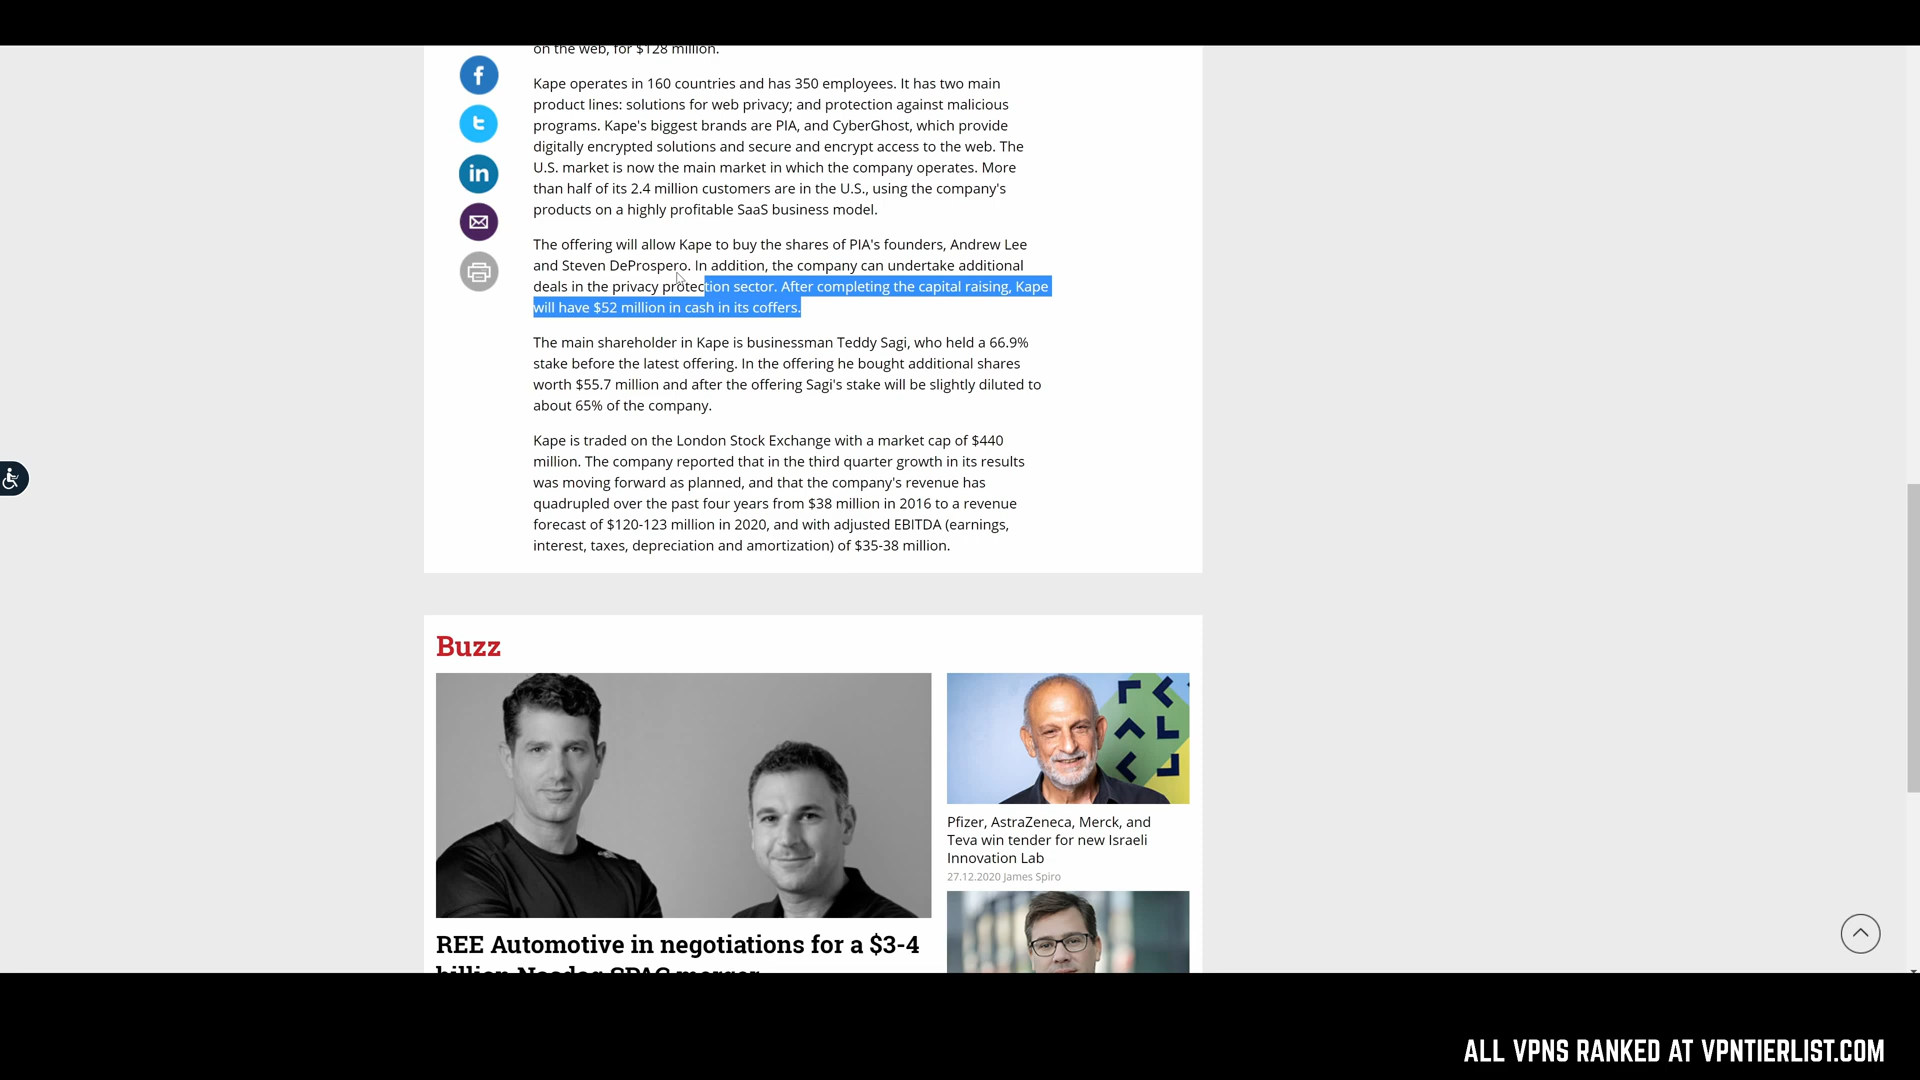 on the web, for $128 million.
Kape operates in 160 countries and has 350 employees. It has two main
product lines: solutions for web privacy; and protection against malicious
programs. Kape's biggest brands are PIA, and CyberGhost, which provide
digitally encrypted solutions and secure and encrypt access to the web. The
U.S. market is now the main market in which the company operates. More
than half of its 2.4 million customers are in the U.S., using the company's
products on a highly profitable SaaS business model.
The offering will allow Kape to buy the shares of PIA's founders, Andrew Lee
and Steven DeProspero. In addition, the company can undertake additional
deals in the privacy protection sector. After completing the capital raising, Kape
will have $52 million in cash in its coffers.
The main shareholder in Kape is businessman Teddy Sagi, who held a 66.9%
stake before the latest offering. In the offering he bought additional shares
worth $55.7 million and after the offering Sagi's stake will be slightly diluted to
about 65% of the company.
Kape is traded on the London Stock Exchange with a market cap of $440
million. The company reported that in the third quarter growth in its results
was moving forward as planned, and that the company's revenue has
quadrupled over the past four years from $38 million in 2016 to a revenue
forecast of $120-123 million in 2020, and with adjusted EBITDA (earnings,
interest, taxes, depreciation and amortization) of $35-38 million.
Buzz
Pfizer, AstraZeneca, Merck, and
Teva win tender for new Israeli
Innovation Lab
27.12.2020 James Spiro
REE Automotive in negotiations for a $3-4
billion Nasdaq SPAC merger
ALL VPNS RANKED AT VPNTIERLIST.COM